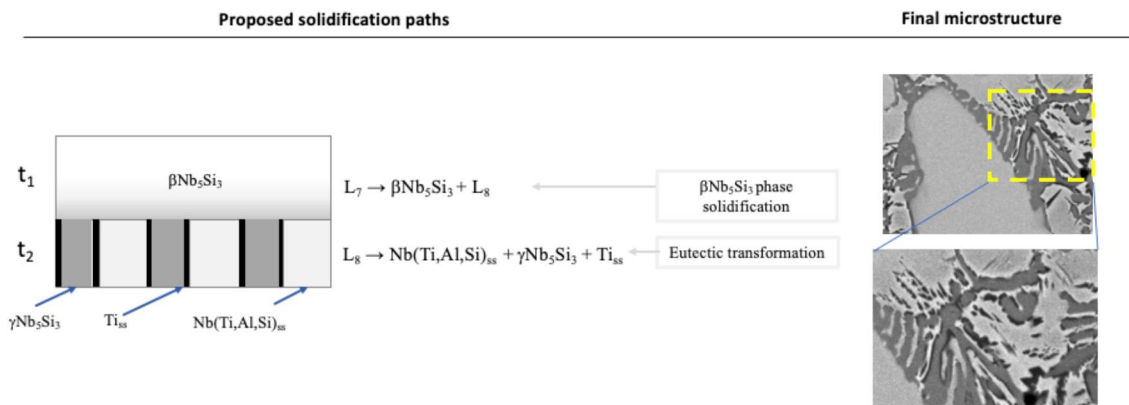 Proposed solidification paths
Final microstructure
t₁
βNb₅Si₃
L₇ → βNb₅Si₃ + L₈
βNb₅Si₃ phase
solidification
t₂
L₈ → Nb(Ti,Al,Si)ss + γNb₅Si₃ + Tiss
Eutectic transformation
γNb₅Si₃
Tiss
Nb(Ti,Al,Si)ss